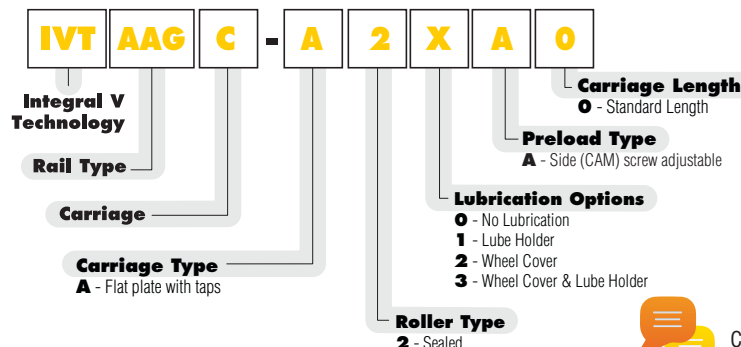 IVT AAG C - A 2 X A 0
Carriage Length
0 - Standard Length
Integral V
Technology
Preload Type
A - Side (CAM) screw adjustable
Rail Type
Lubrication Options
0 - No Lubrication
1 - Lube Holder
2 - Wheel Cover
3 - Wheel Cover & Lube Holder
Carriage
Carriage Type
A - Flat plate with taps
Roller Type
2 - Sealed